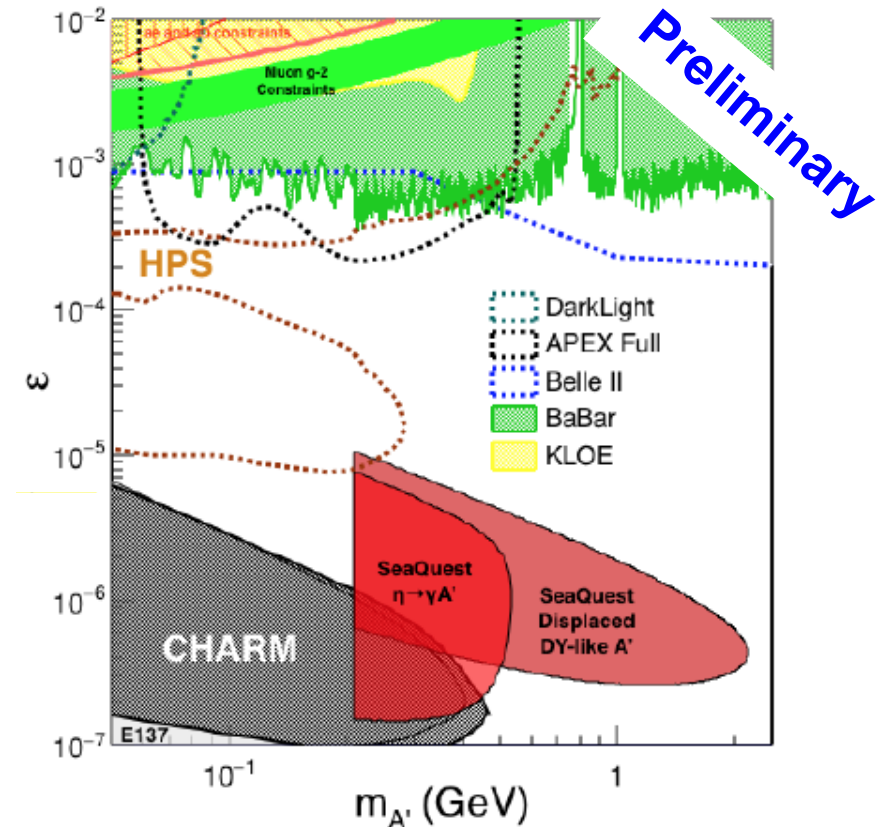 10⁻²
ae and a0 constraints
Muon g-2
Constraints
Preliminary
10⁻³
HPS
10⁻⁴
DarkLight
APEX Full
Belle II
BaBar
KLOE
ε
10⁻⁵
SeaQuest
η→γA'
SeaQuest
Displaced
DY-like A'
10⁻⁶
CHARM
E137
10⁻⁷
10⁻¹
1
m_A' (GeV)